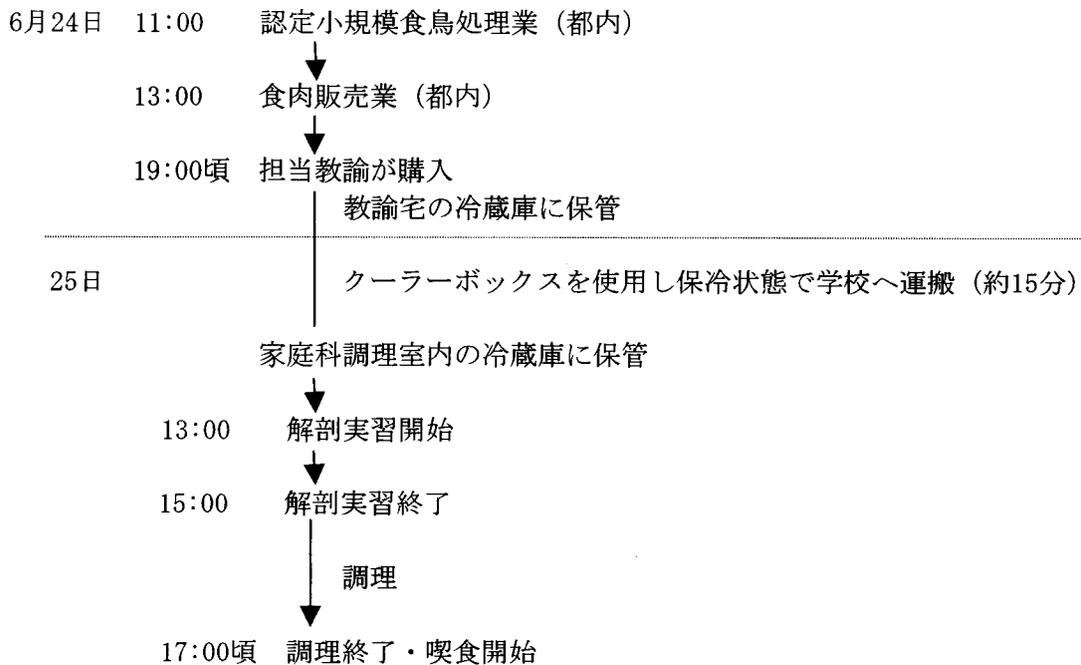 6月24日 11:00 認定小規模食鳥処理業（都内）
13:00 食肉販売業（都内）
19:00頃 担当教諭が購入
教諭宅の冷蔵庫に保管
25日 クーラーボックスを使用し保冷状態で学校へ運搬（約15分）
家庭科調理室内の冷蔵庫に保管
13:00 解剖実習開始
15:00 解剖実習終了
調理
17:00頃 調理終了・喫食開始